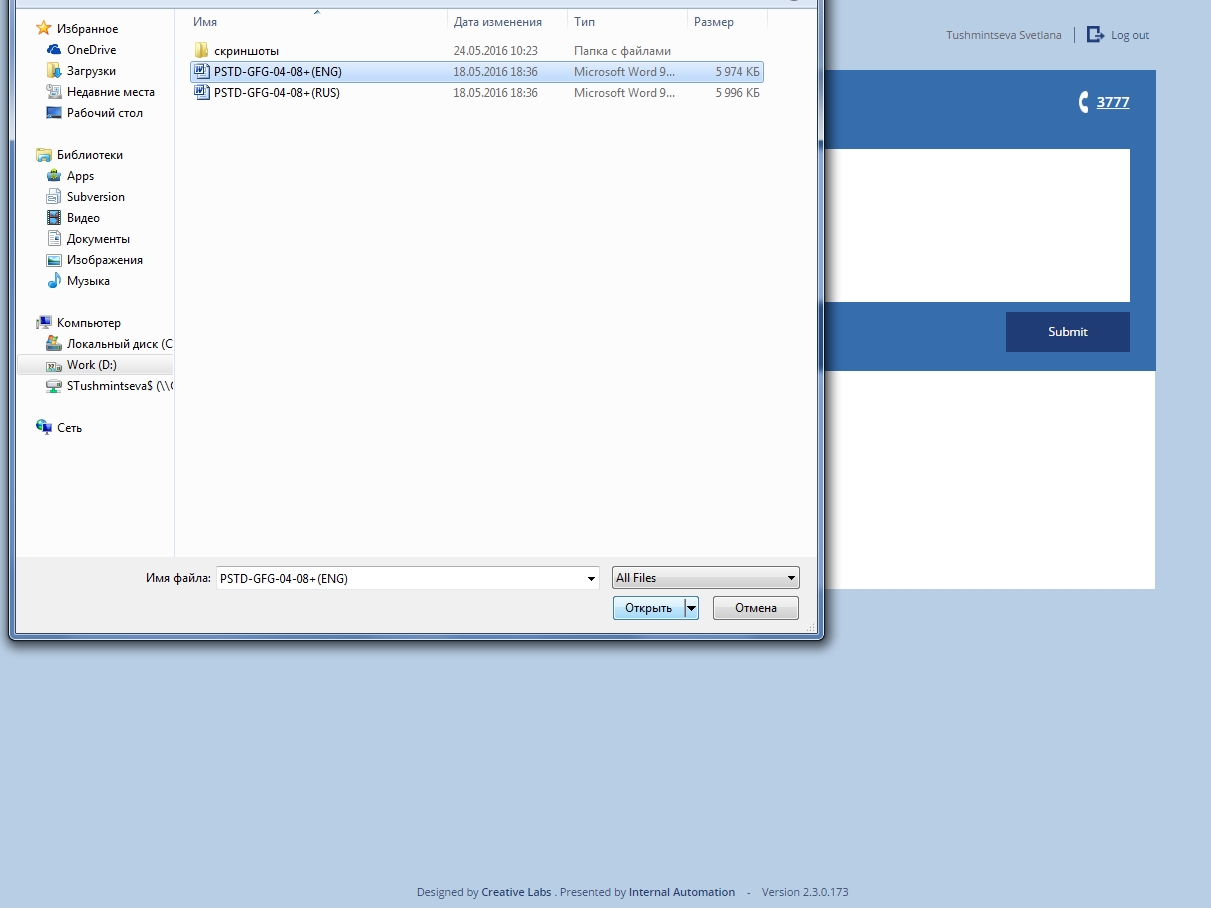 Имя Дата изменения Тип Размер
Избранное
OneDrive
Загрузки
Недавние места
Рабочий стол
Библиотеки
Apps
Subversion
Видео
Документы
Изображения
Музыка
Компьютер
Локальный диск (C
Work (D:)
STushmintseva$ (\\
Сеть
скриншоты 24.05.2016 10:23 Папка с файлами
PSTD-GFG-04-08+(ENG) 18.05.2016 18:36 Microsoft Word 9... 5 974 КБ
PSTD-GFG-04-08+(RUS) 18.05.2016 18:36 Microsoft Word 9... 5 996 КБ
Имя файла: PSTD-GFG-04-08+(ENG) All Files
Открыть Отмена
Tushmintseva Svetlana Log out
3777
Submit
Designed by Creative Labs . Presented by Internal Automation - Version 2.3.0.173